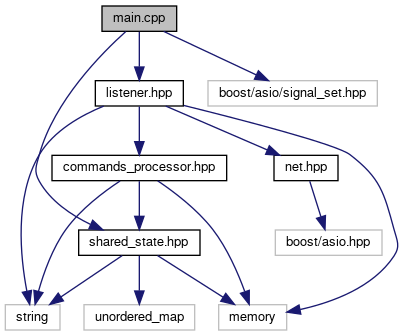 main.cpp
listener.hpp
boost/asio/signal_set.hpp
commands_processor.hpp
net.hpp
shared_state.hpp
boost/asio.hpp
string
unordered_map
memory